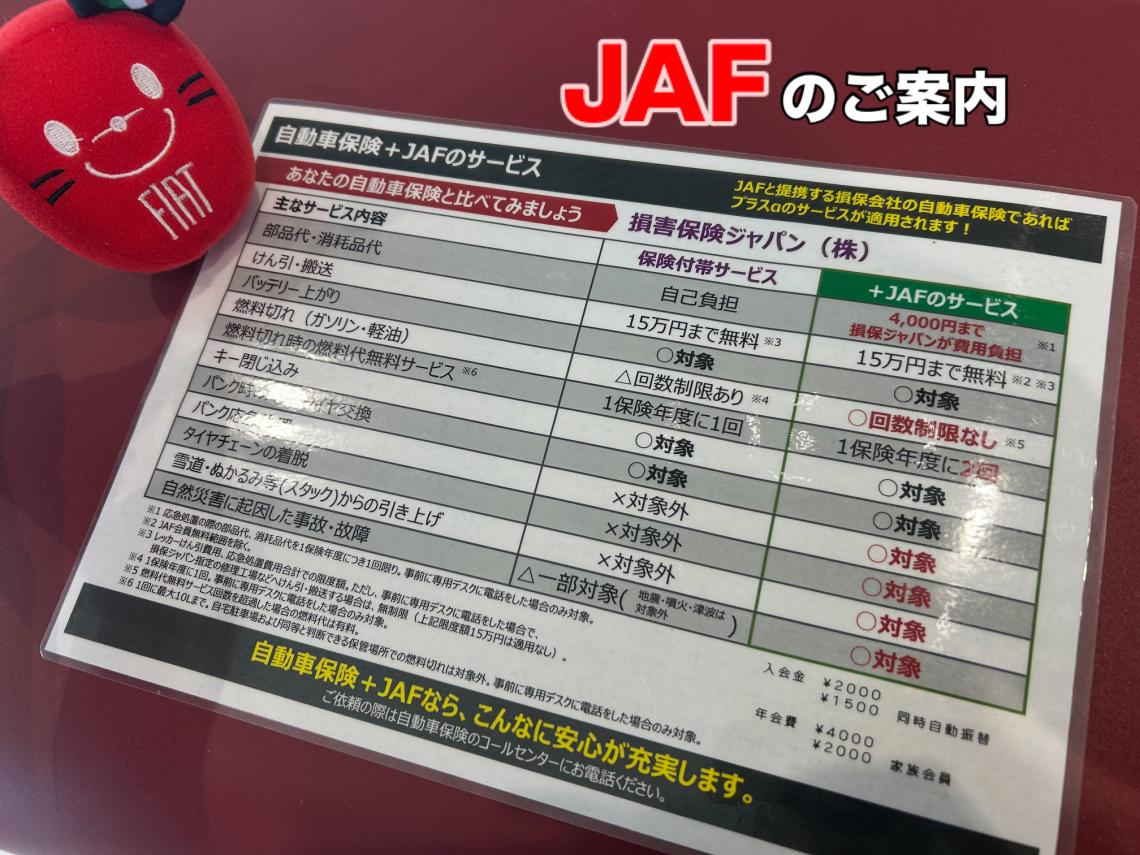 JAFのご案内
FIAT
自動車保険+JAFのサービス
JAFと提携する損保会社の自動車保険であれば
プラスαのサービスが適用されます！
あなたの自動車保険と比べてみましょう
損害保険ジャパン（株）
主なサービス内容 保険付帯サービス +JAFのサービス
部品代・消耗品代 自己負担 4,000円まで
損保ジャパンが費用負担 ※1
けん引・搬送 15万円まで無料 ※3 15万円まで無料 ※2 ※3
バッテリー上がり ○対象 ○対象
燃料切れ（ガソリン・軽油） △回数制限あり ※4 ○回数制限なし ※5
燃料切れ時の燃料代無料サービス ※6 1保険年度に1回 1保険年度に2回
キー閉じ込み ○対象 ○対象
パンク時の 交換 ○対象 ○対象
パンク応急 ×対象外 ○対象
タイヤチェーンの着脱 ×対象外 ○対象
雪道・ぬかるみ等(スタック)からの引き上げ ×対象外 ○対象
自然災害に起因した事故・故障 △一部対象( 地震・噴火・津波は
対象外 ) ○対象
※1 応急処置の際の部品代、消耗品代を1保険年度につき1回限り。事前に専用デスクに電話をした場合のみ対象。
※2 JAF会員無料範囲を除く。
※3 レッカーけん引費用、応急処置費用合計での限度額。ただし、事前に専用デスクに電話をした場合で、
損保ジャパン指定の修理工場などへけん引・搬送する場合は、無制限（上記限度額15万円は適用なし）。
※4 1保険年度に1回。事前に専用デスクに電話をした場合のみ対象。
※5 燃料代無料サービス回数を超過した場合の燃料代は有料。
※6 1回に最大10Lまで。自宅駐車場および同等と判断できる保管場所での燃料切れは対象外。事前に専用デスクに電話をした場合のみ対象。
入会金 ¥2000
¥1500 同時自動振替
年会費 ¥4000
¥2000 家族会員
自動車保険+JAFなら、こんなに安心が充実します。
ご依頼の際は自動車保険のコールセンターにお電話ください。